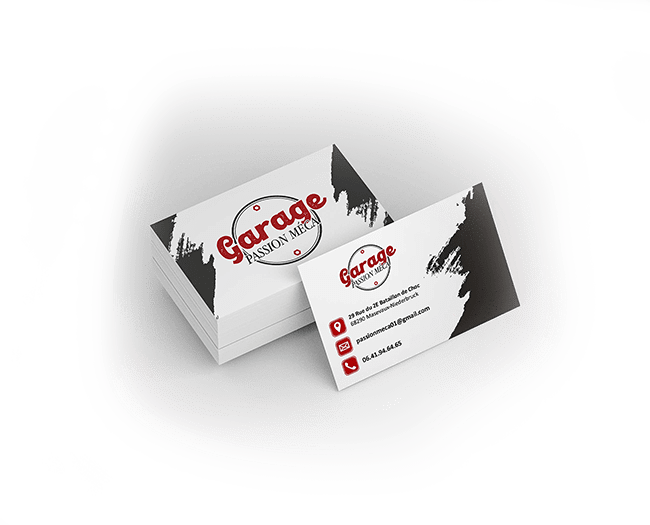 Garage
PASSION MÉCA
Garage
PASSION MÉCA
29 Rue du 2E Bataillon de Choc
68290 Masevaux-Niederbruck
passionmeca01@gmail.com
06.41.94.64.65